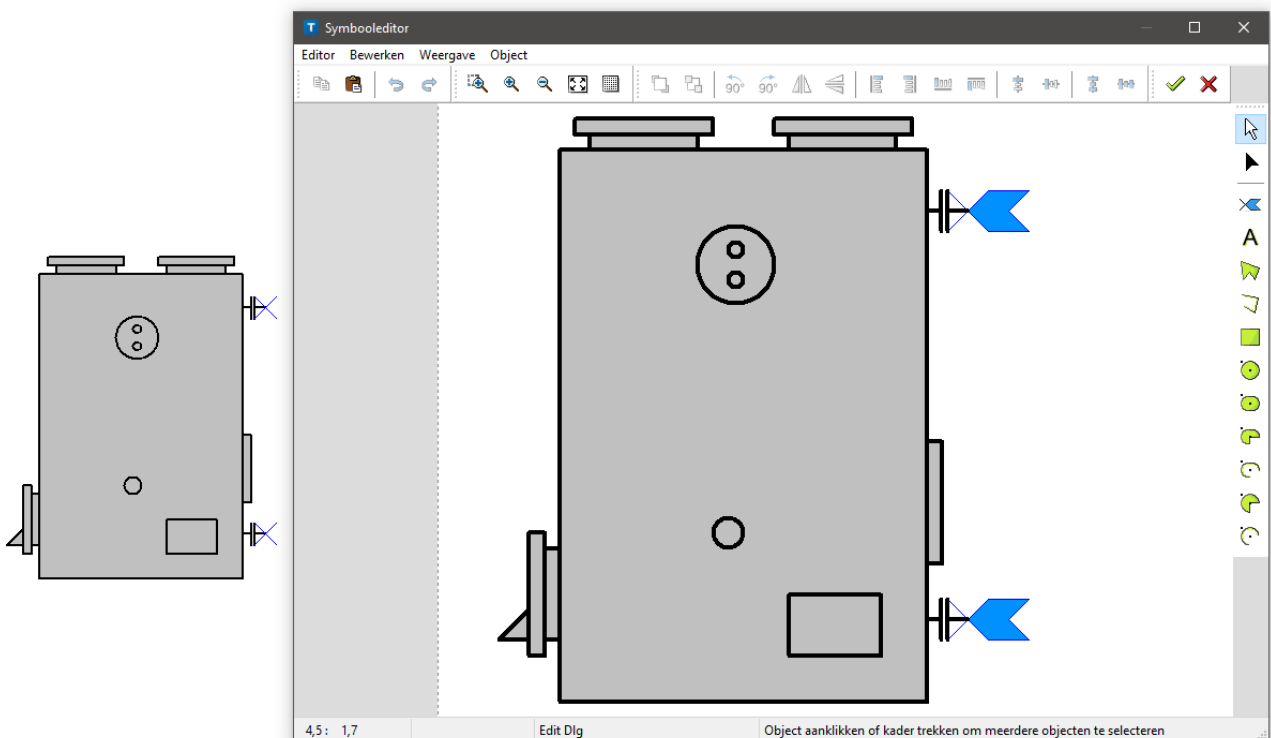 T Symbooleditor
Editor Bewerken Weergave Object
90° 90°
A
4,5 : 1,7 Edit Dlg Object aanklikken of kader trekken om meerdere objecten te selecteren